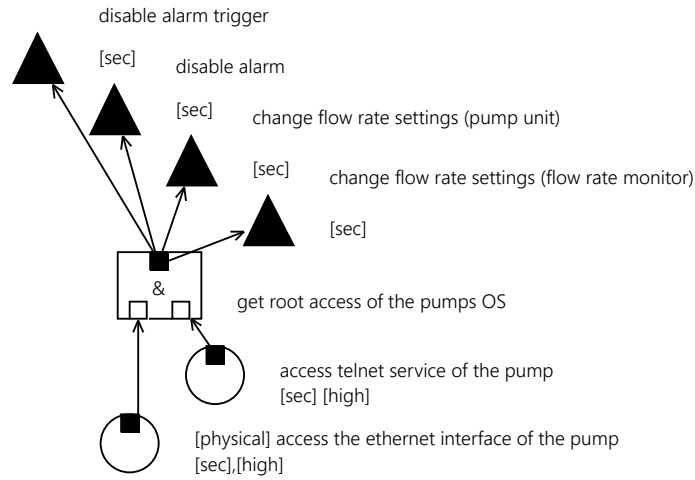 disable alarm trigger
[sec]
disable alarm
[sec]
change flow rate settings (pump unit)
[sec]
change flow rate settings (flow rate monitor)
[sec]
&
get root access of the pumps OS
access telnet service of the pump
[sec] [high]
[physical] access the ethernet interface of the pump
[sec],[high]